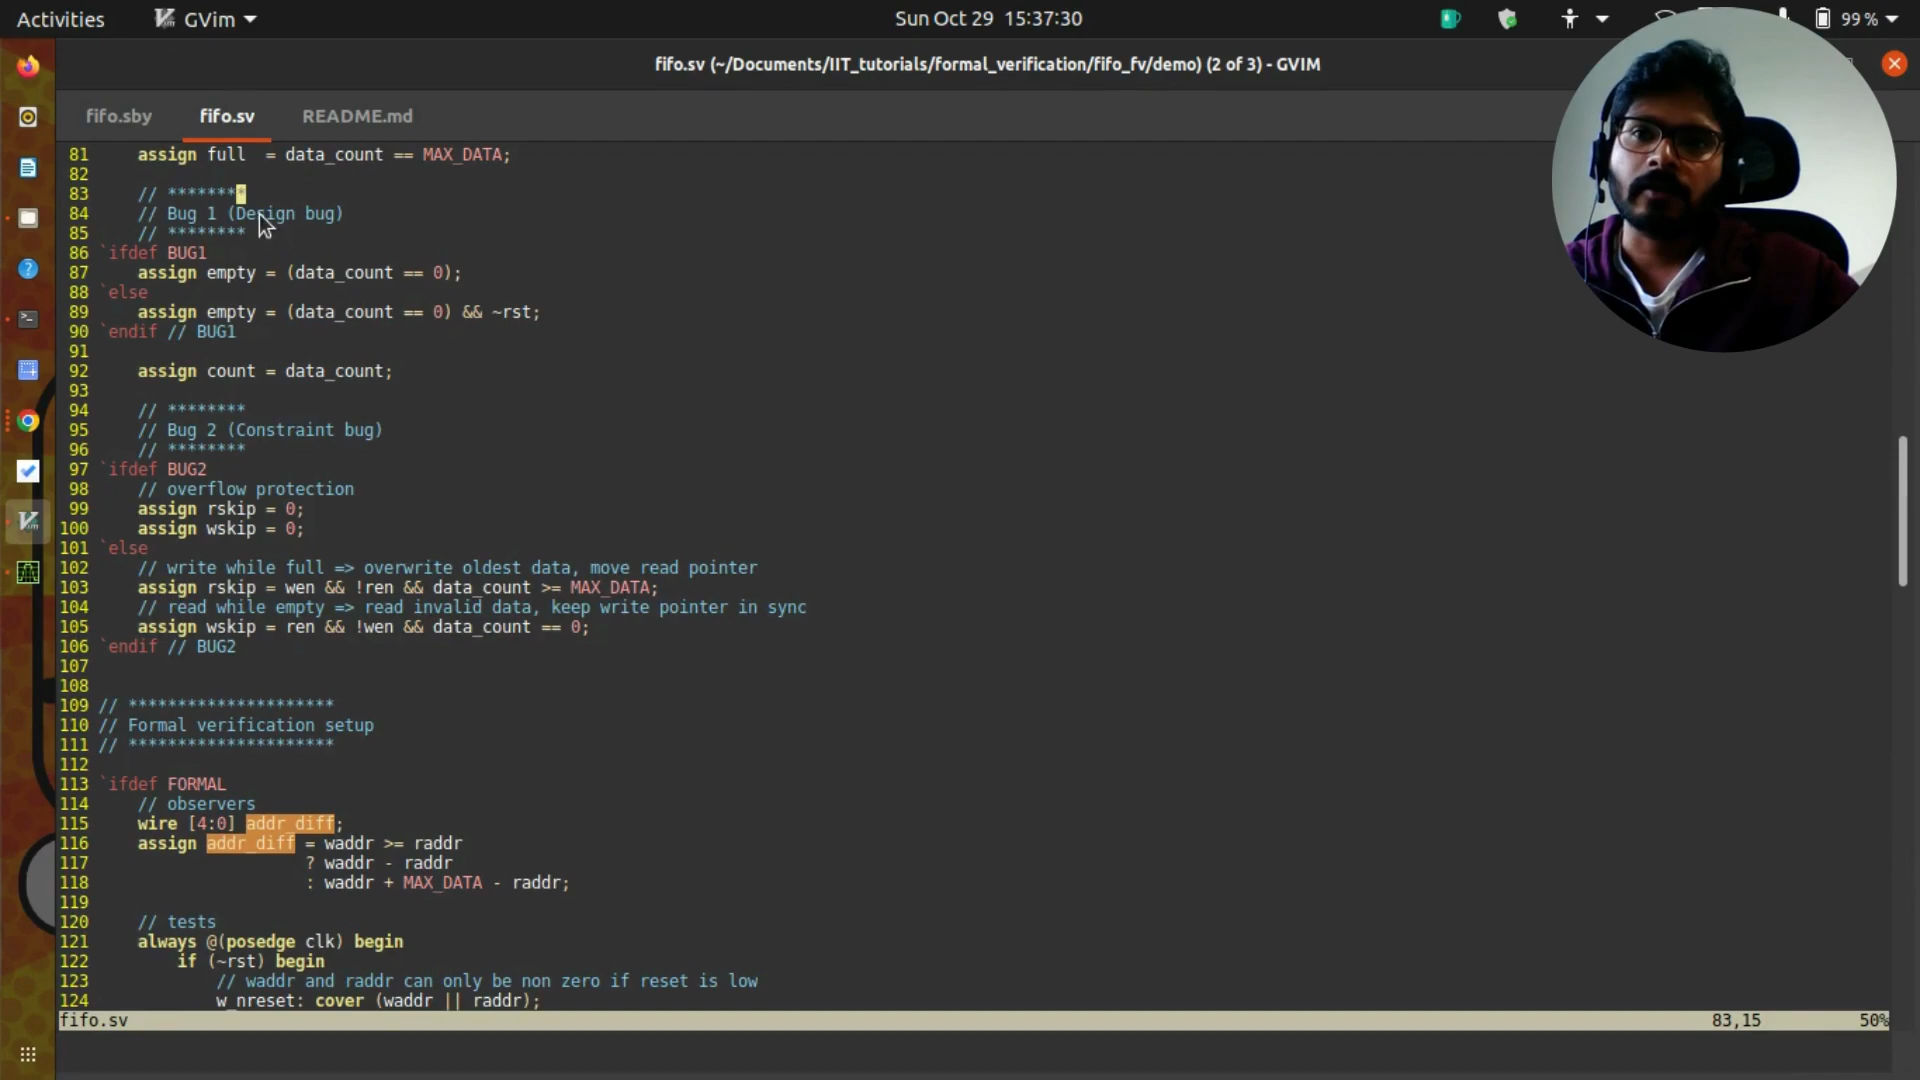 Activities GVim Sun Oct 29 15:37:30 99 %
fifo.sv (~/Documents/IIT_tutorials/formal_verification/fifo_fv/demo) (2 of 3) - GVIM
fifo.sby fifo.sv README.md
81 assign full = data_count == MAX_DATA;
82
83 // ********
84 // Bug 1 (Design bug)
85 // ********
86 `ifdef BUG1
87 assign empty = (data_count == 0);
88 `else
89 assign empty = (data_count == 0) && ~rst;
90 `endif // BUG1
91
92 assign count = data_count;
93
94 // ********
95 // Bug 2 (Constraint bug)
96 // ********
97 `ifdef BUG2
98 // overflow protection
99 assign rskip = 0;
100 assign wskip = 0;
101 `else
102 // write while full => overwrite oldest data, move read pointer
103 assign rskip = wen && !ren && data_count >= MAX_DATA;
104 // read while empty => read invalid data, keep write pointer in sync
105 assign wskip = ren && !wen && data_count == 0;
106 `endif // BUG2
107
108
109 // *********************
110 // Formal verification setup
111 // *********************
112
113 `ifdef FORMAL
114 // observers
115 wire [4:0] addr_diff;
116 assign addr_diff = waddr >= raddr
117 ? waddr - raddr
118 : waddr + MAX_DATA - raddr;
119
120 // tests
121 always @(posedge clk) begin
122 if (~rst) begin
123 // waddr and raddr can only be non zero if reset is low
124 w_nreset: cover (waddr || raddr);
fifo.sv 83,15 50%